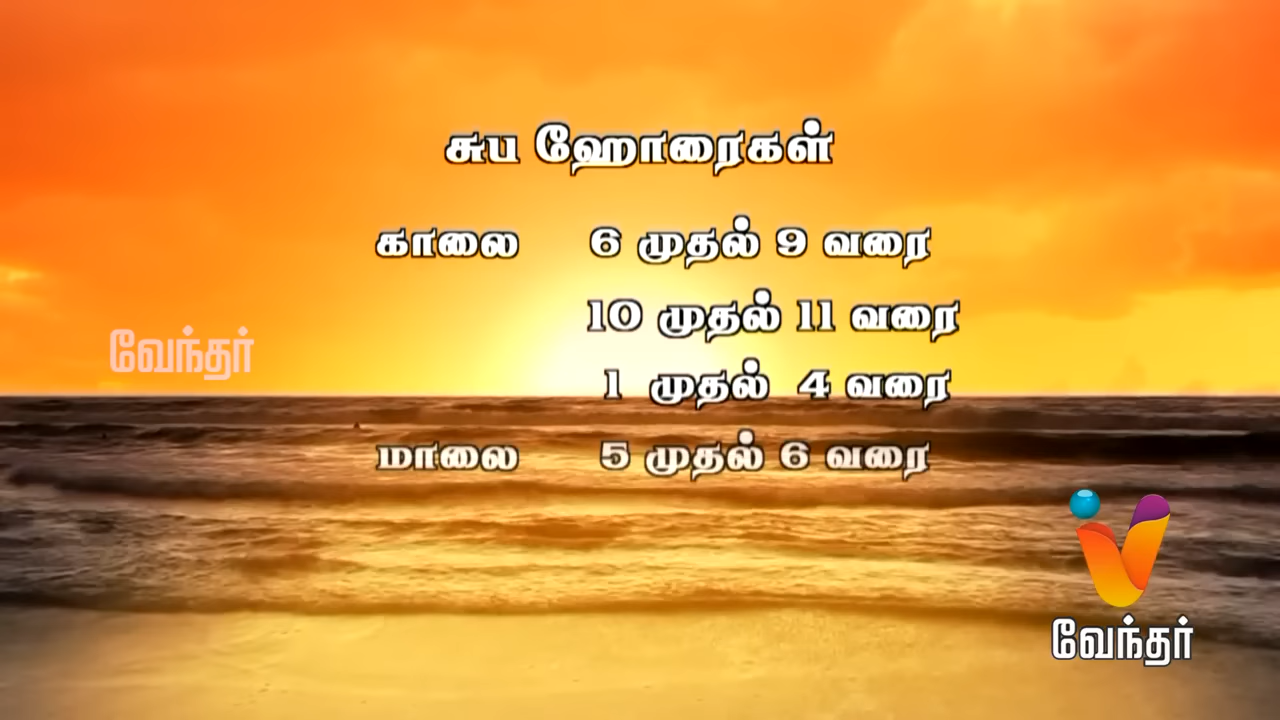 சுப ஹோரைகள்
காலை 6 முதல் 9 வரை
10 முதல் 11 வரை
வேந்தர்
1 முதல் 4 வரை
மாலை 5 முதல் 6 வரை
வேந்தர்